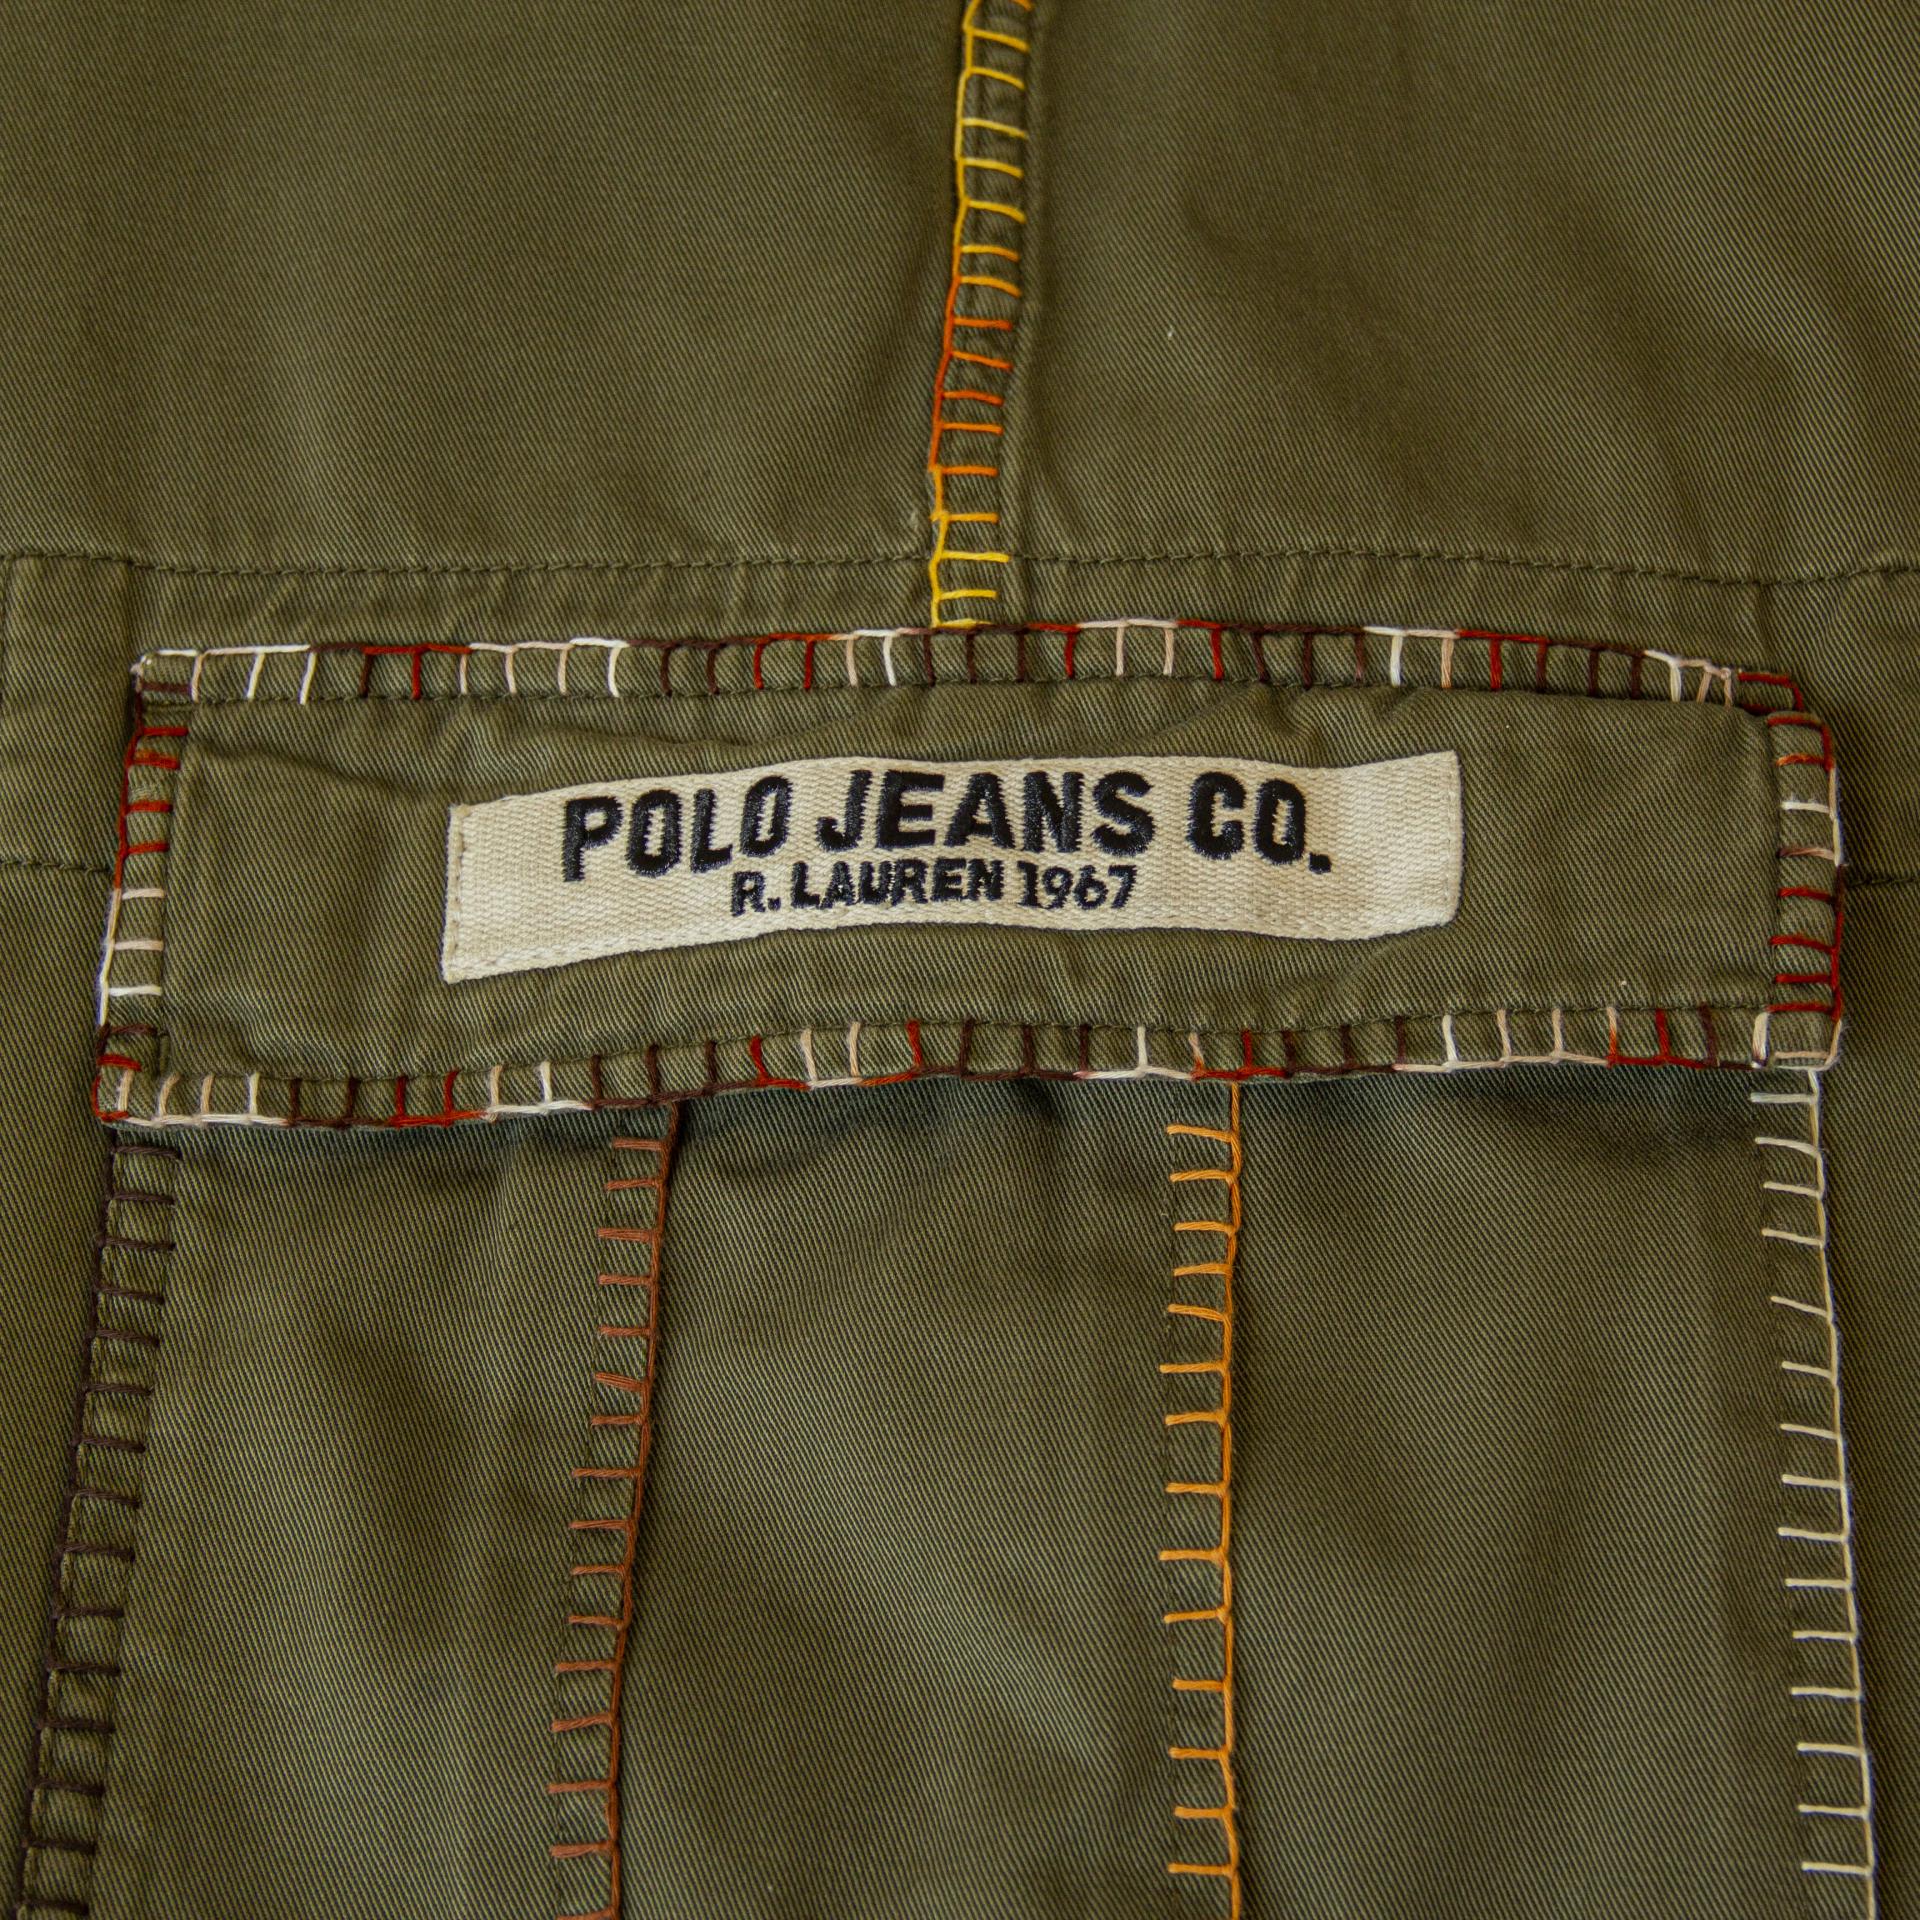 POLO JEANS CO.
R. LAUREN 1967